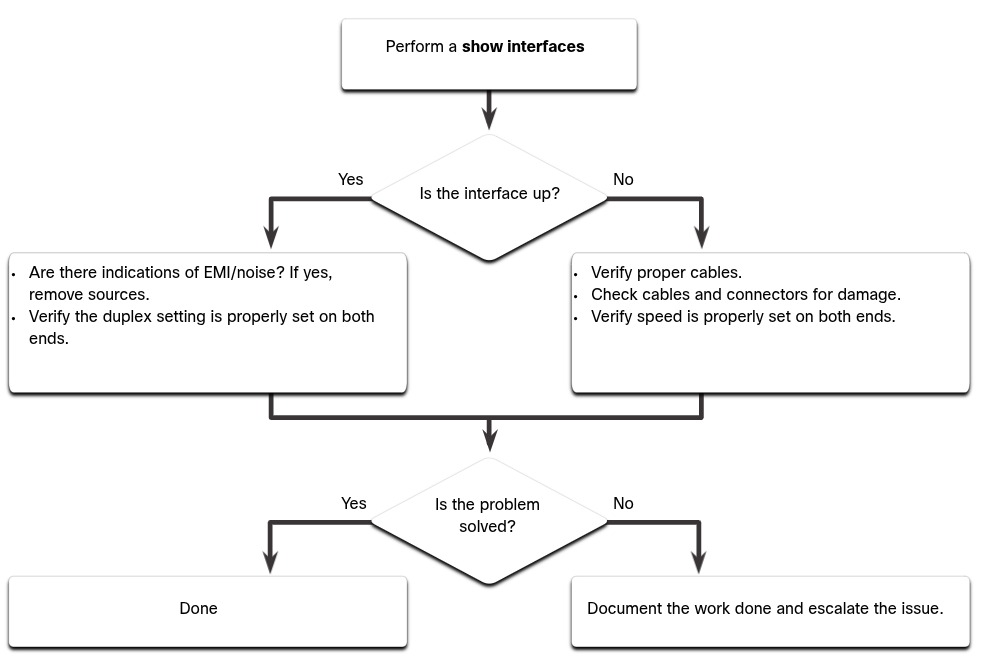 Perform a show interfaces
Is the interface up?
Yes
No
• Are there indications of EMI/noise? If yes,
remove sources.
• Verify the duplex setting is properly set on both
ends.
• Verify proper cables.
• Check cables and connectors for damage.
• Verify speed is properly set on both ends.
Is the problem
solved?
Yes
No
Done
Document the work done and escalate the issue.